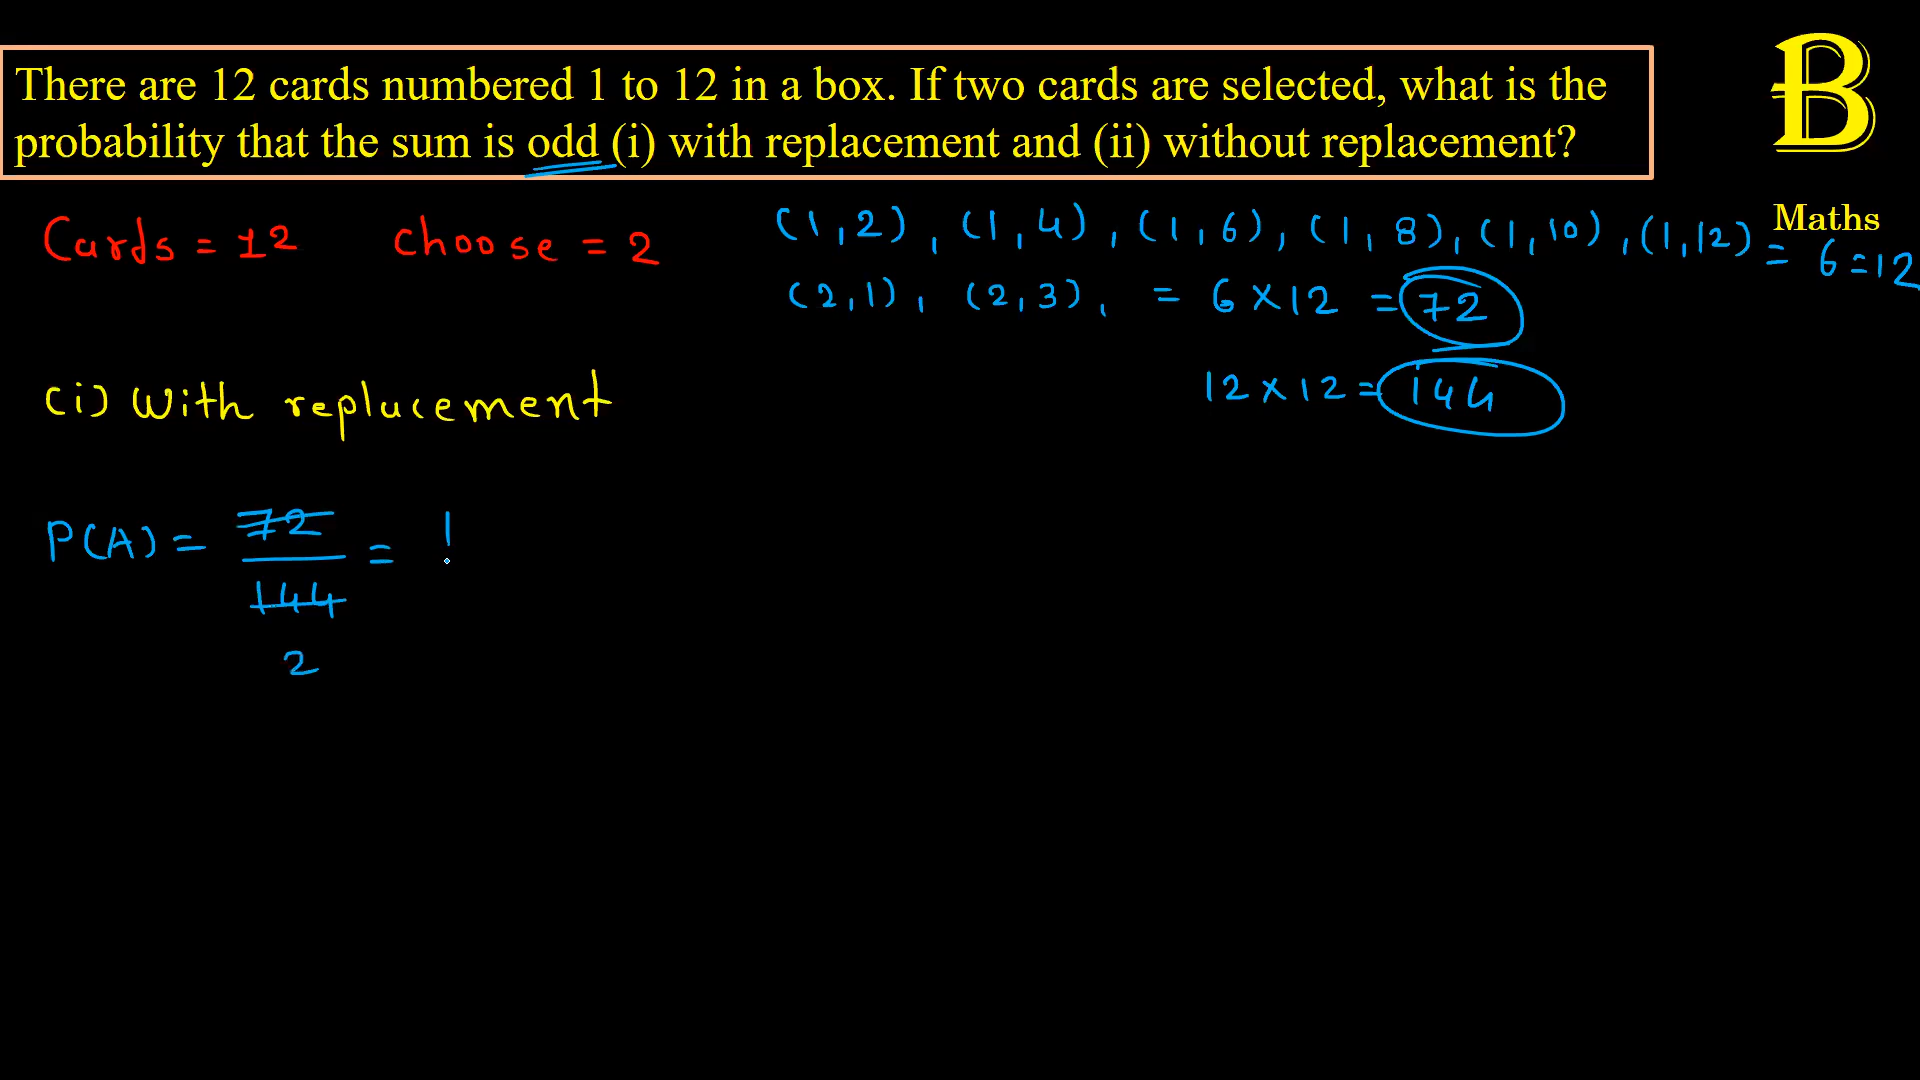 There are 12 cards numbered 1 to 12 in a box. If two cards are selected, what is the
probability that the sum is odd (i) with replacement and (ii) without replacement?
B
Maths
Cards = 12 choose = 2
(1,2), (1,4), (1,6), (1,8), (1,10), (1,12) = 6 = 12
(2,1), (2,3), = 6 × 12 = 72
12 × 12 = 144
(i) With replacement
P(A) = 72/144 = 1
2